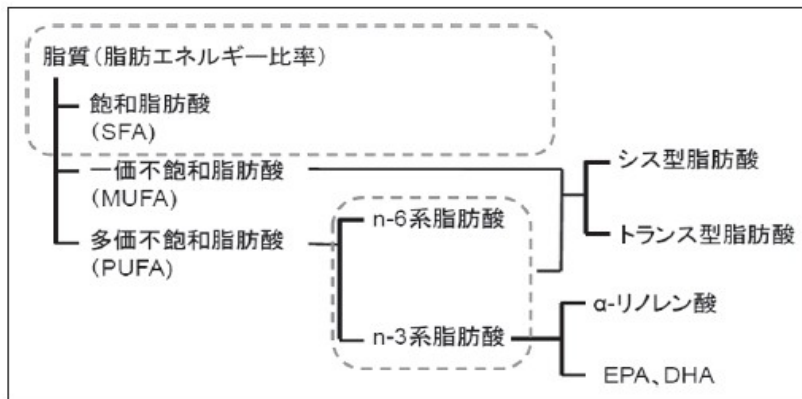 脂質(脂肪エネルギー比率)
飽和脂肪酸
(SFA)
一価不飽和脂肪酸
(MUFA)
多価不飽和脂肪酸
(PUFA)
n-6系脂肪酸
n-3系脂肪酸
シス型脂肪酸
トランス型脂肪酸
α-リノレン酸
EPA、DHA